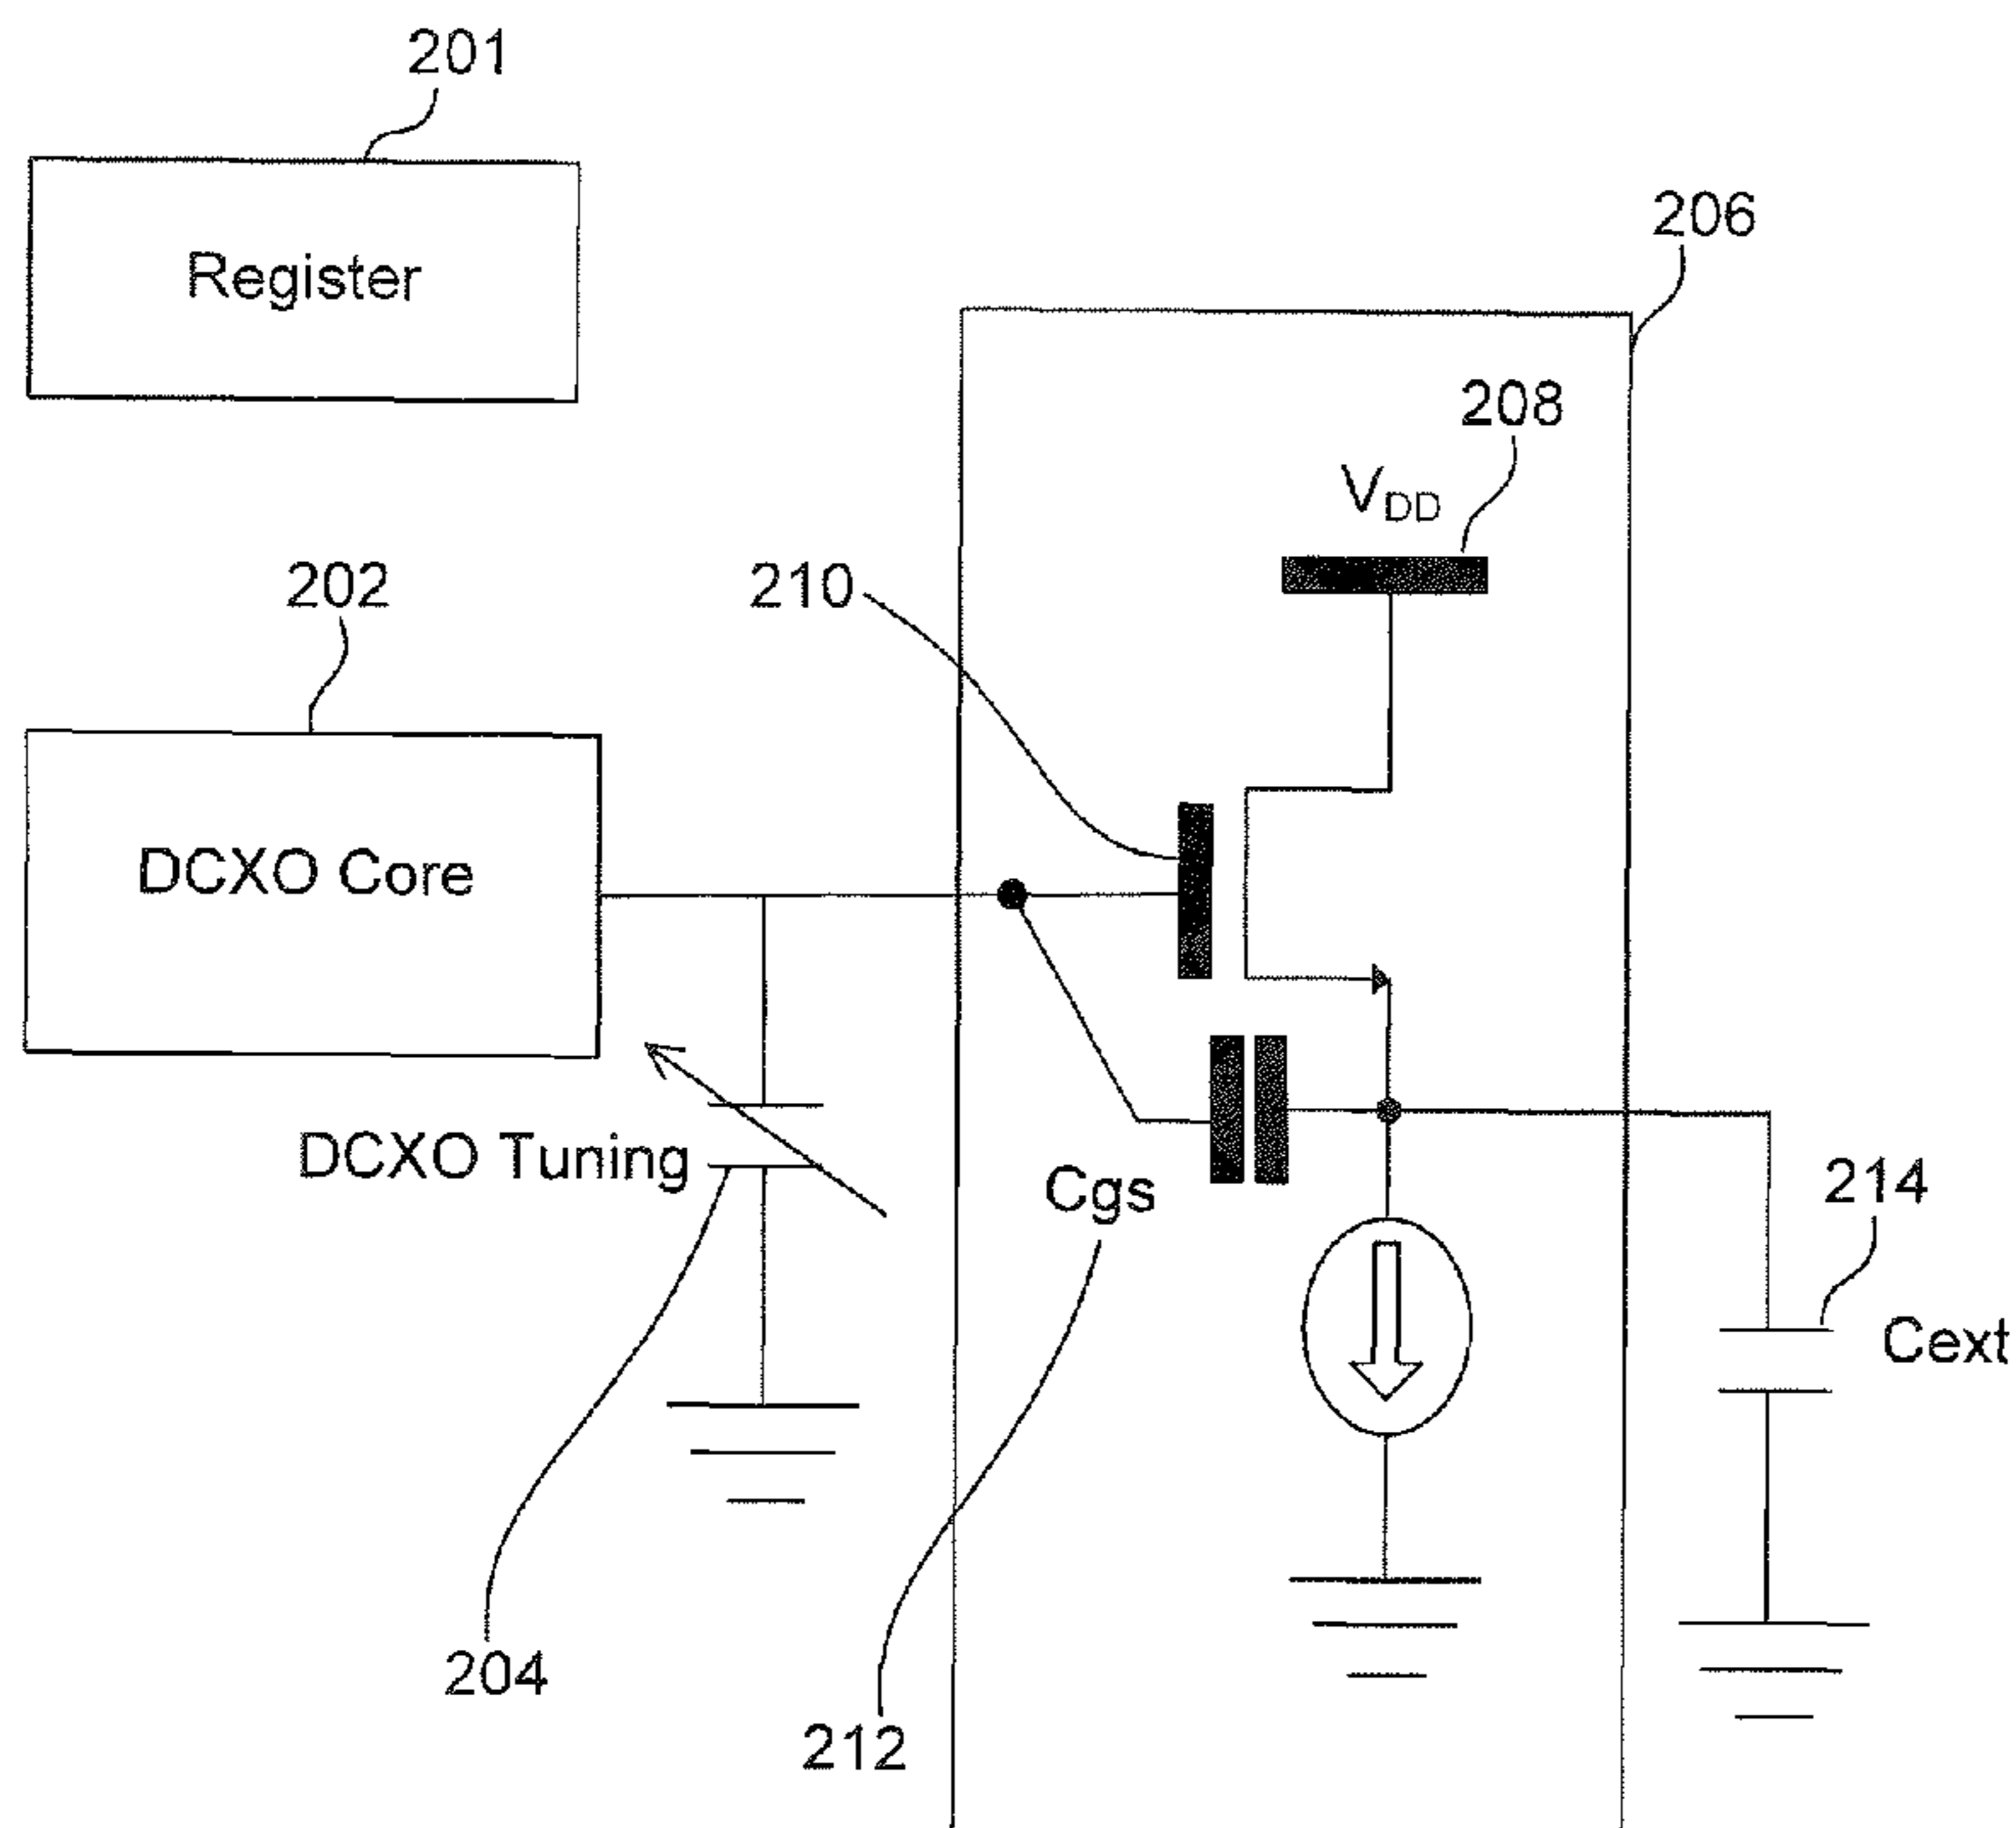 201
Register
206
208
VDD
202
210
DCXO Core
DCXO Tuning
Cgs
214
Cext
204
212